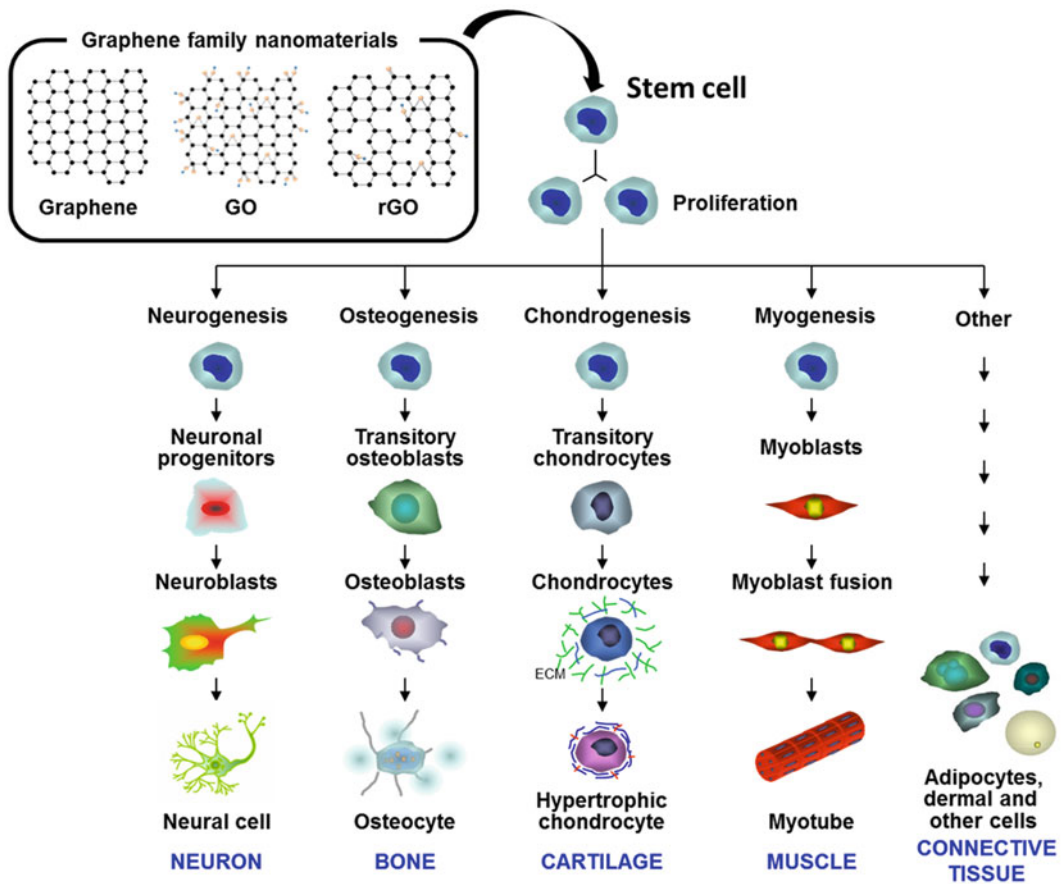 Graphene family nanomaterials
Graphene
GO
rGO
Stem cell
Proliferation
Neurogenesis
Osteogenesis
Chondrogenesis
Myogenesis
Other
Neuronal
progenitors
Transitory
osteoblasts
Transitory
chondrocytes
Myoblasts
Neuroblasts
Osteoblasts
Chondrocytes
Myoblast fusion
ECM
Neural cell
Osteocyte
Hypertrophic
chondrocyte
Myotube
Adipocytes,
dermal and
other cells
NEURON
BONE
CARTILAGE
MUSCLE
CONNECTIVE
TISSUE